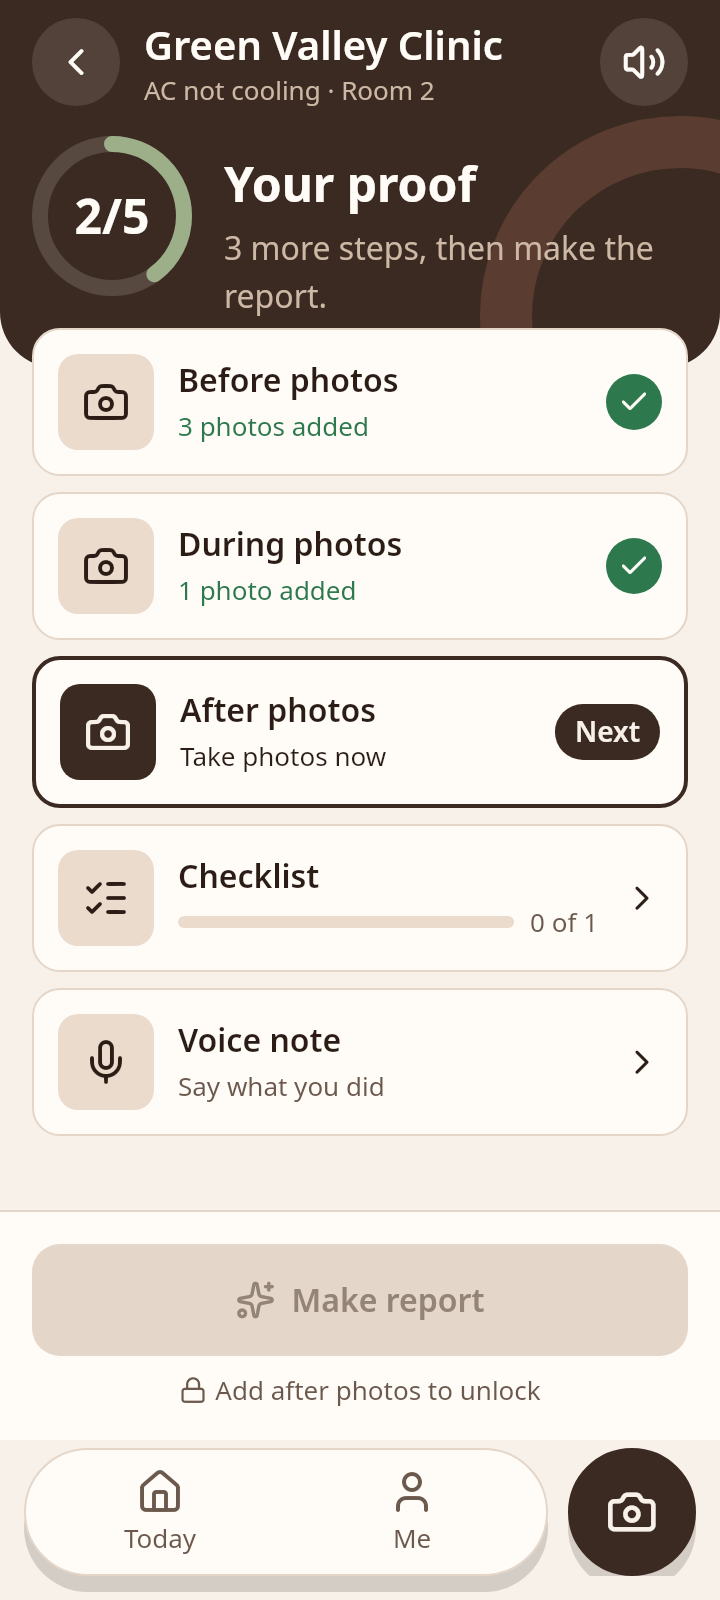 Green Valley Clinic
AC not cooling · Room 2
2/5
Your proof
3 more steps, then make the
report.
Before photos
3 photos added
During photos
1 photo added
After photos
Take photos now
Next
Checklist
0 of 1
Voice note
Say what you did
Make report
Add after photos to unlock
Today
Me